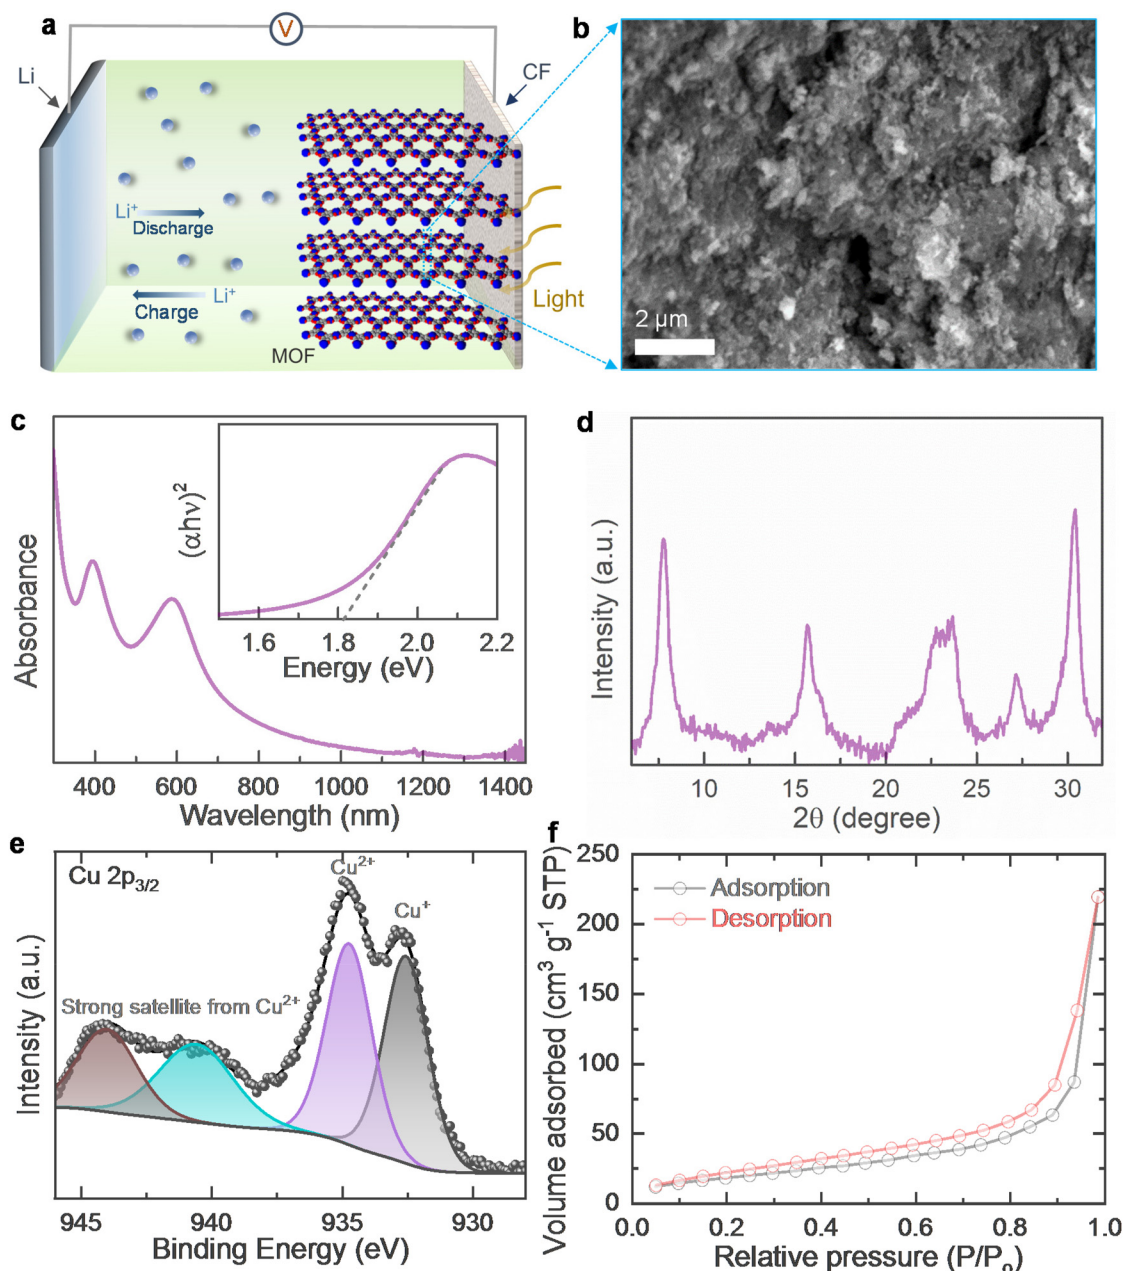 a
V
Li
CF
Li⁺
Discharge
Li⁺
Charge
MOF
Light
b
2 µm
c
Absorbance
(αhν)²
1.6 1.8 2.0 2.2
Energy (eV)
400 600 800 1000 1200 1400
Wavelength (nm)
d
Intensity (a.u.)
10 15 20 25 30
2θ (degree)
e
Cu 2p₃/₂
Cu²⁺
Cu⁺
Strong satellite from Cu²⁺
Intensity (a.u.)
945 940 935 930
Binding Energy (eV)
f
Adsorption
Desorption
Volume adsorbed (cm³ g⁻¹ STP)
250
200
150
100
50
0
0.0 0.2 0.4 0.6 0.8 1.0
Relative pressure (P/Pₒ)